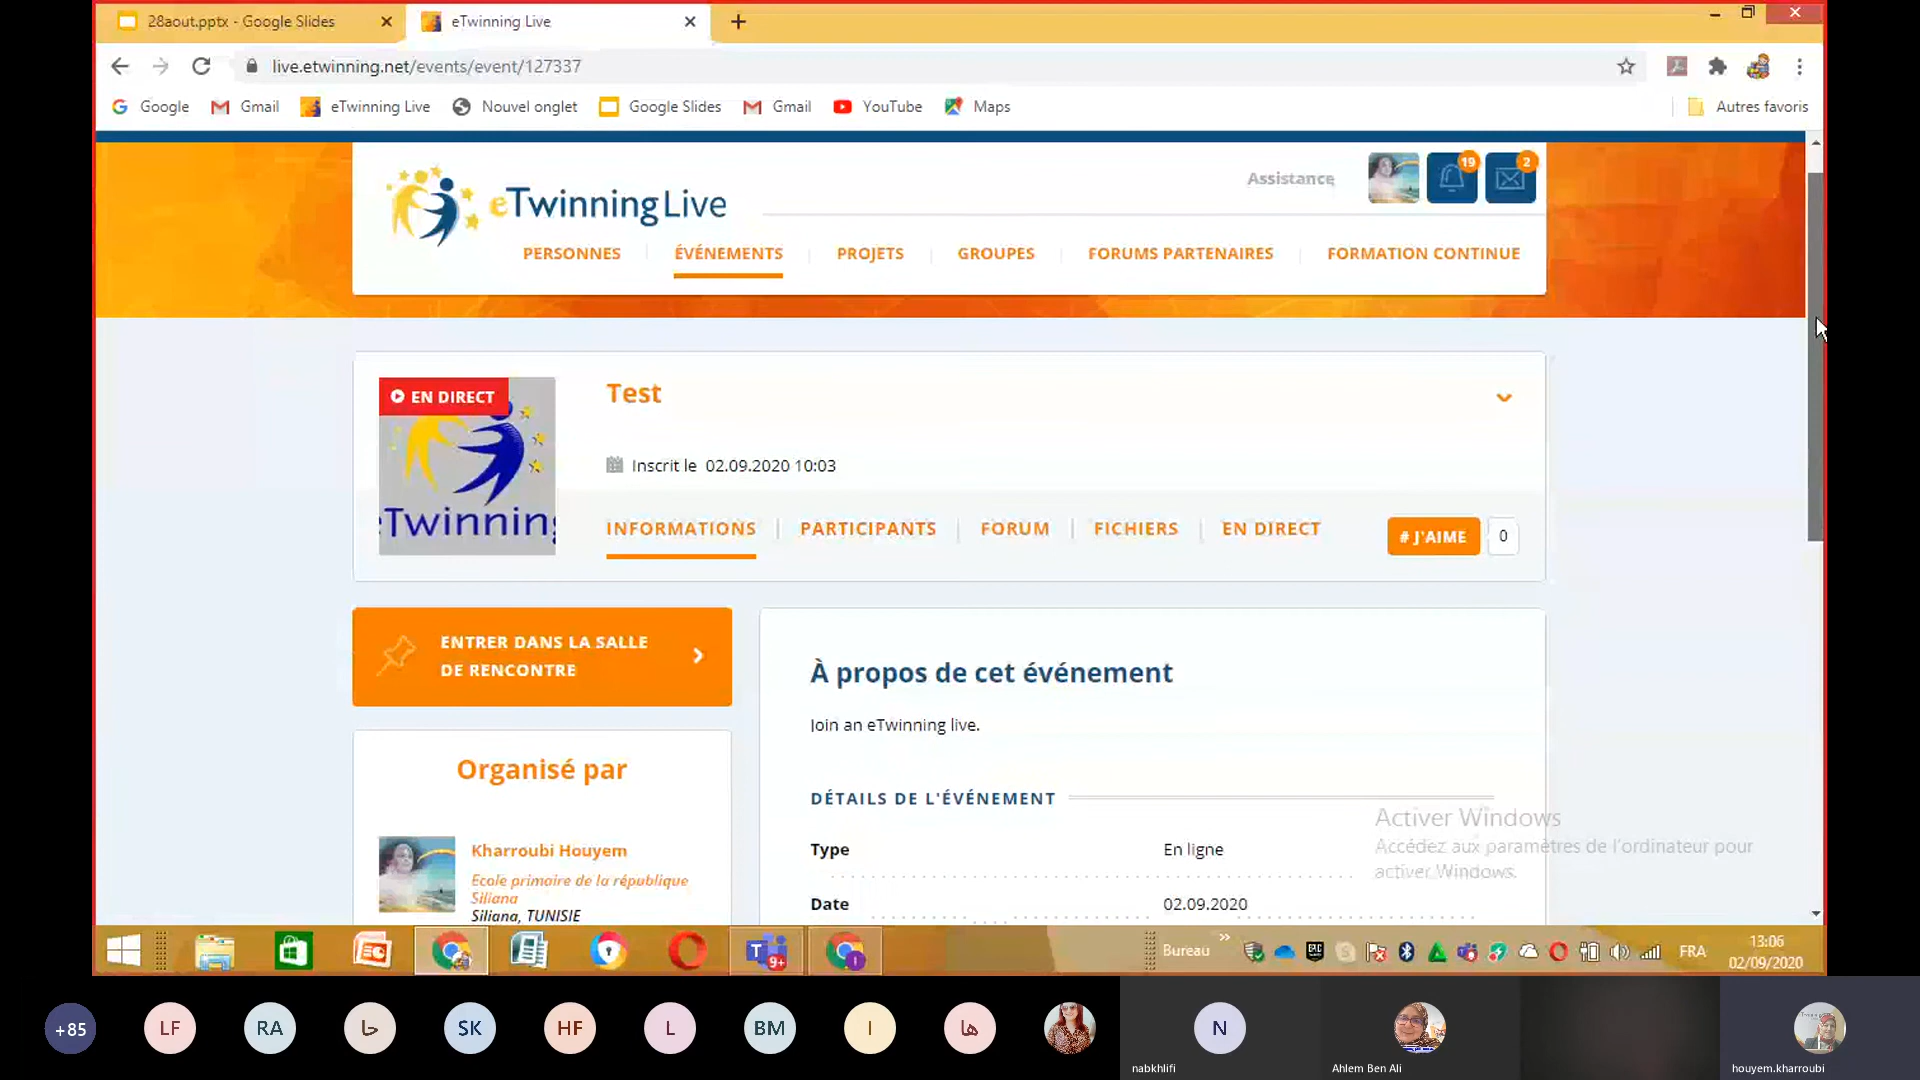 28aout.pptx - Google Slides
eTwinning Live
live.etwinning.net/events/event/127337
Google
Gmail
eTwinning Live
Nouvel onglet
Google Slides
Gmail
YouTube
Maps
Autres favoris
eTwinning Live
Assistance
19
2
PERSONNES
ÉVÉNEMENTS
PROJETS
GROUPES
FORUMS PARTENAIRES
FORMATION CONTINUE
EN DIRECT
Test
Inscrit le 02.09.2020 10:03
INFORMATIONS
PARTICIPANTS
FORUM
FICHIERS
EN DIRECT
# J'AIME
0
ENTRER DANS LA SALLE
DE RENCONTRE
À propos de cet événement
Join an eTwinning live.
Organisé par
DÉTAILS DE L'ÉVÉNEMENT
Kharroubi Houyem
Ecole primaire de la république
Siliana
Siliana, TUNISIE
Type
En ligne
Date
02.09.2020
Activer Windows
Accédez aux paramètres de l'ordinateur pour
activer Windows.
9+
Bureau
FRA
13:06
02/09/2020
+85
LF
RA
حا
SK
HF
L
BM
I
ها
N
nabkhlifi
Ahlem Ben Ali
houyem.kharroubi